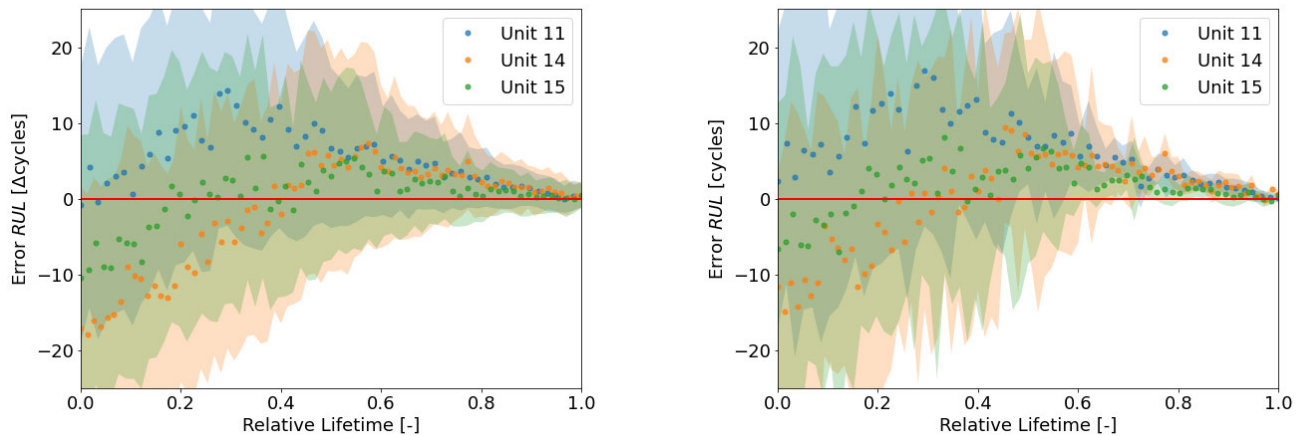 20
10
0
−10
−20
Error RUL [Δcycles]
0.0 0.2 0.4 0.6 0.8 1.0
Relative Lifetime [-]
Unit 11
Unit 14
Unit 15
20
10
0
−10
−20
Error RUL [cycles]
0.0 0.2 0.4 0.6 0.8 1.0
Relative Lifetime [-]
Unit 11
Unit 14
Unit 15